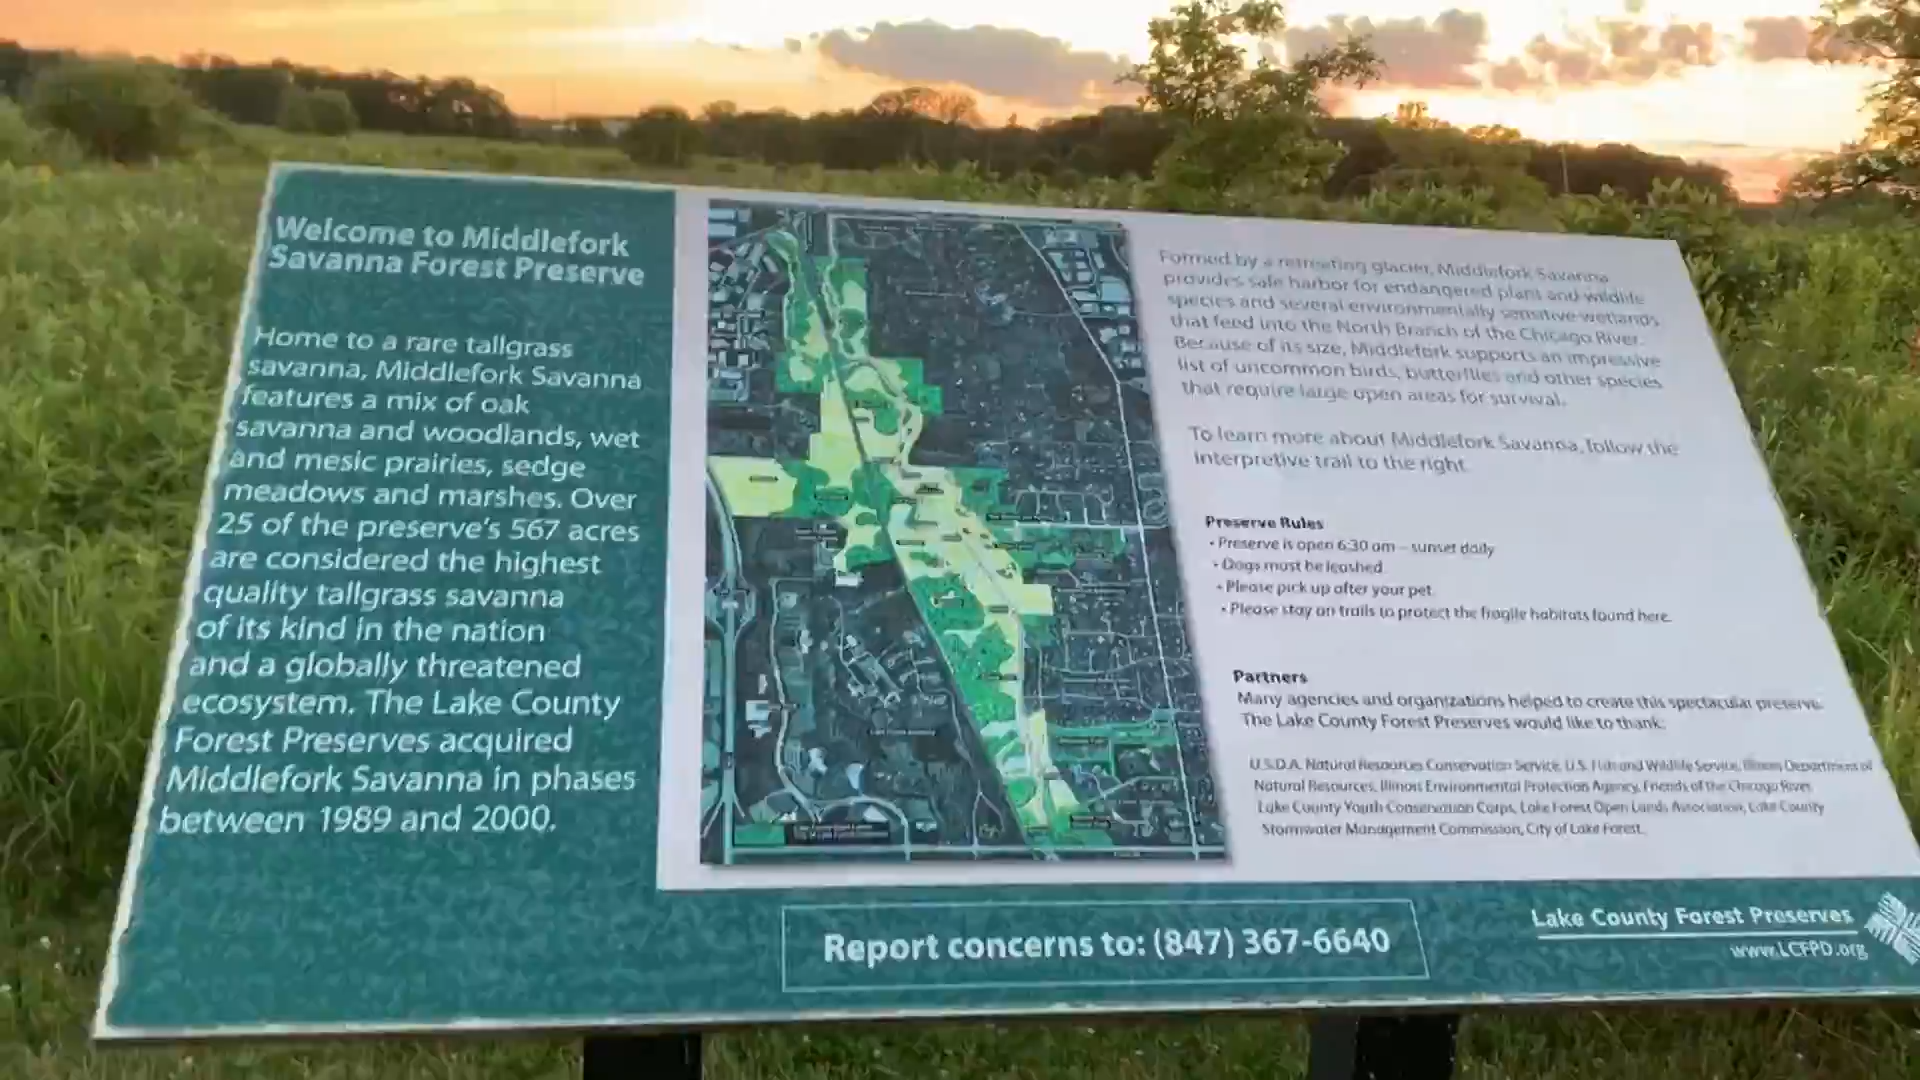 Welcome to Middlefork
Savanna Forest Preserve
Home to a rare tallgrass
savanna, Middlefork Savanna
features a mix of oak
savanna and woodlands, wet
and mesic prairies, sedge
meadows and marshes. Over
25 of the preserve's 567 acres
are considered the highest
quality tallgrass savanna
of its kind in the nation
and a globally threatened
ecosystem. The Lake County
Forest Preserves acquired
Middlefork Savanna in phases
between 1989 and 2000.
Formed by a retreating glacier, Middlefork Savanna
provides safe harbor for endangered plant and wildlife
species and several environmentally sensitive wetlands
that feed into the North Branch of the Chicago River.
Because of its size, Middlefork supports an impressive
list of uncommon birds, butterflies and other species
that require large open areas for survival.
To learn more about Middlefork Savanna, follow the
interpretive trail to the right.
Preserve Rules
• Preserve is open 6:30 am – sunset daily
• Dogs must be leashed.
• Please pick up after your pet.
• Please stay on trails to protect the fragile habitats found here.
Partners
Many agencies and organizations helped to create this spectacular preserve.
The Lake County Forest Preserves would like to thank:
U.S.D.A. Natural Resources Conservation Service, U.S. Fish and Wildlife Service, Illinois Department of
Natural Resources, Illinois Environmental Protection Agency, Friends of the Chicago River,
Lake County Youth Conservation Corps, Lake Forest Open Lands Association, Lake County
Stormwater Management Commission, City of Lake Forest.
Report concerns to: (847) 367-6640
Lake County Forest Preserves
www.LCFPD.org